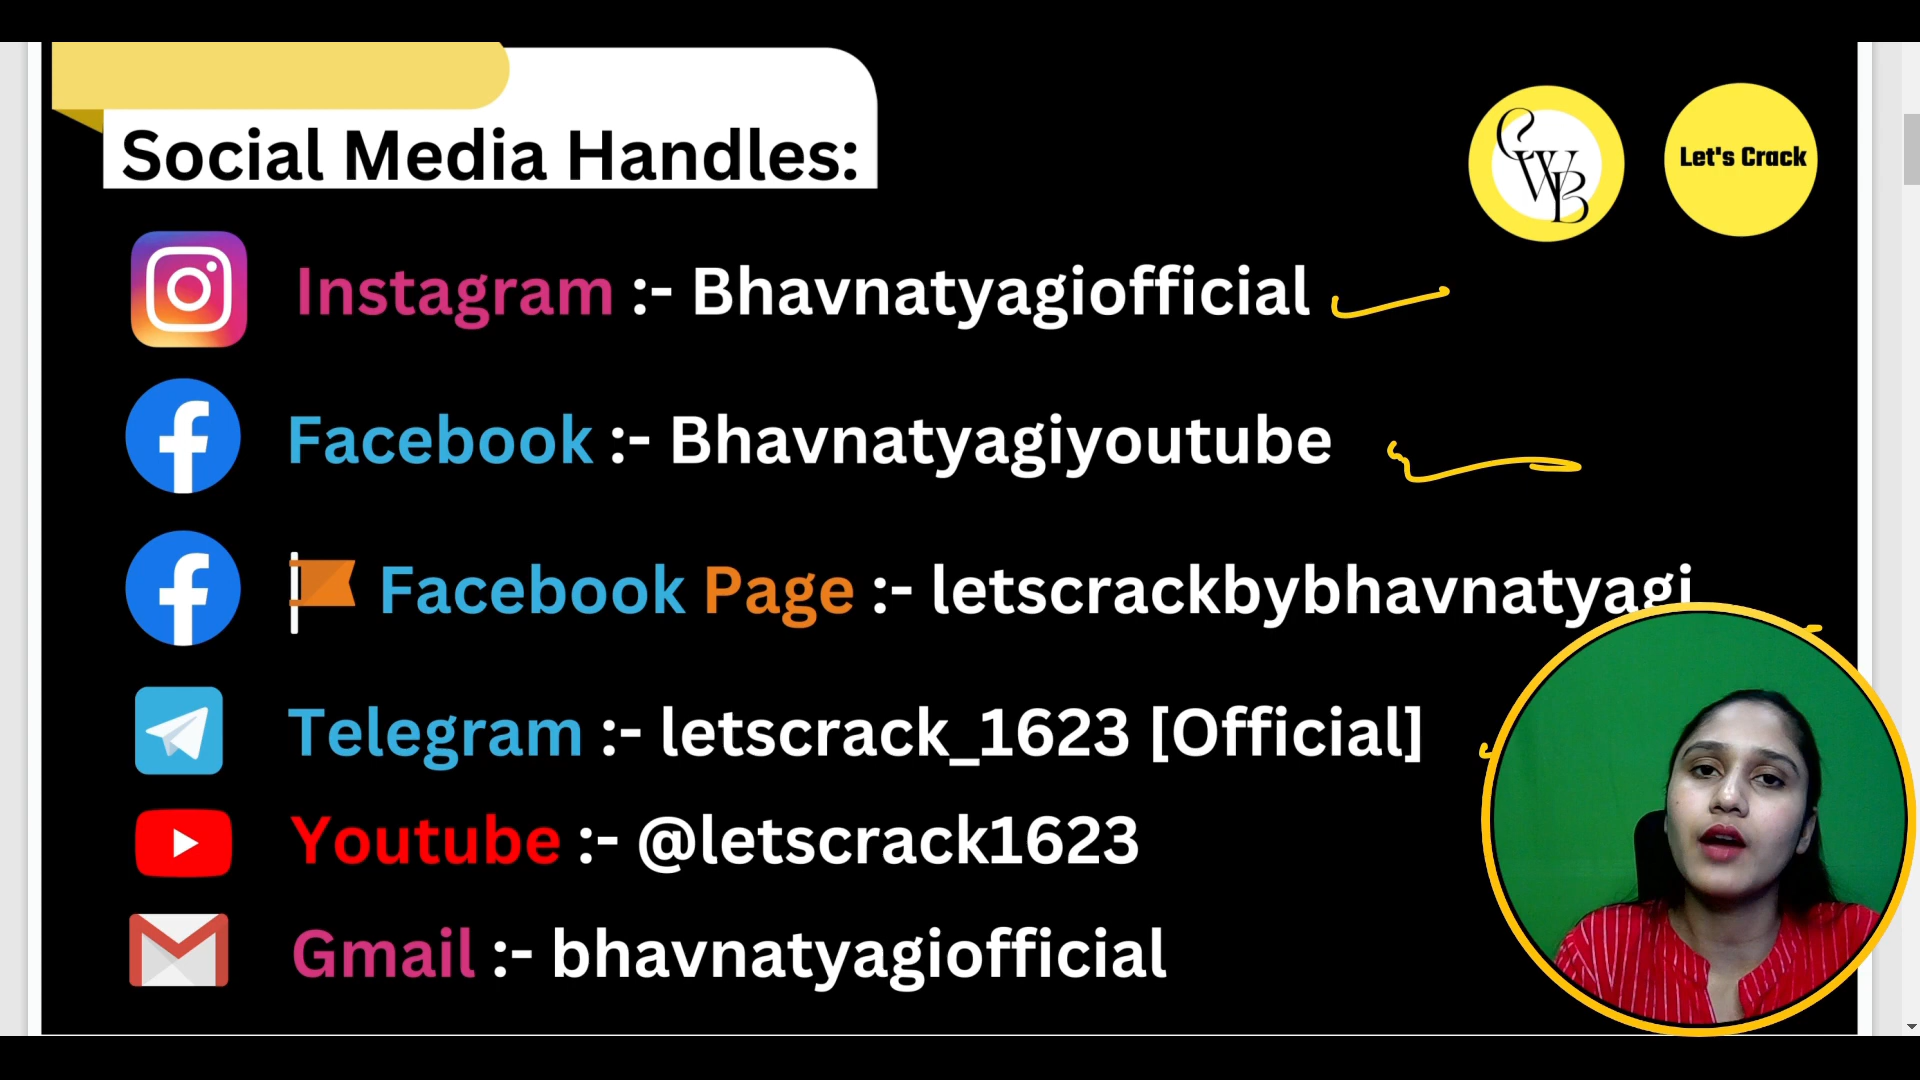 Social Media Handles:
CWB
Let's Crack
Instagram :- Bhavnatyagiofficial
Facebook :- Bhavnatyagiyoutube
Facebook Page :- letscrackbybhavnatyagi
Telegram :- letscrack_1623 [Official]
Youtube :- @letscrack1623
Gmail :- bhavnatyagiofficial